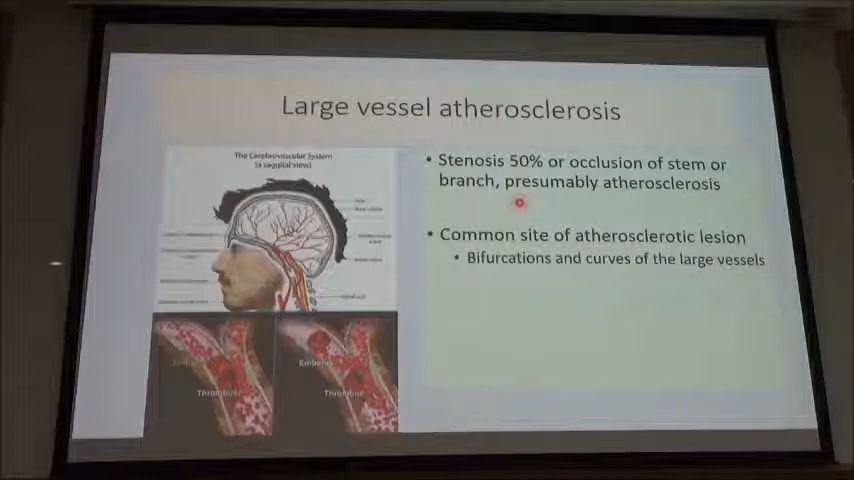 Large vessel atherosclerosis
The Cerebrovascular System
(a saggital view)
• Stenosis 50% or occlusion of stem or
branch, presumably atherosclerosis
• Common site of atherosclerotic lesion
• Bifurcations and curves of the large vessels
Embolus
Thrombus
Thrombus